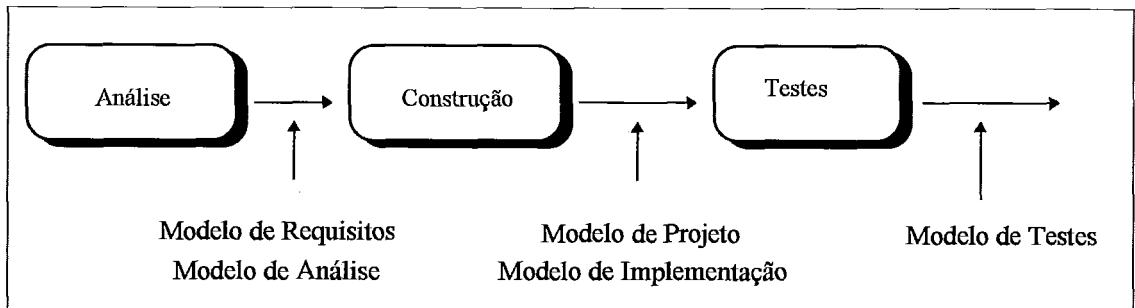 Análise
Construção
Testes
Modelo de Requisitos
Modelo de Análise
Modelo de Projeto
Modelo de Implementação
Modelo de Testes